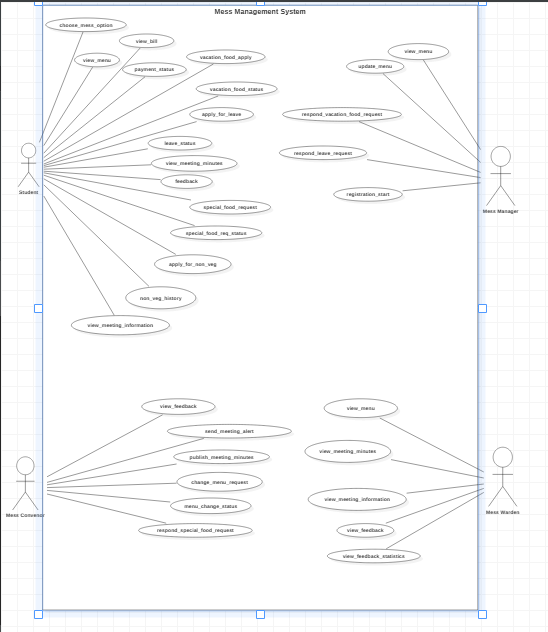 Mess Management System
choose_mess_option
view_bill
view_menu
payment_status
vacation_food_apply
vacation_food_status
apply_for_leave
leave_status
view_meeting_minutes
feedback
special_food_request
special_food_req_status
apply_for_non_veg
non_veg_history
view_meeting_information
Student
view_menu
update_menu
respond_vacation_food_request
respond_leave_request
registration_start
Mess Manager
view_feedback
send_meeting_alert
publish_meeting_minutes
change_menu_request
menu_change_status
respond_special_food_request
Mess Convenor
view_menu
view_meeting_minutes
view_meeting_information
view_feedback
view_feedback_statistics
Mess Warden